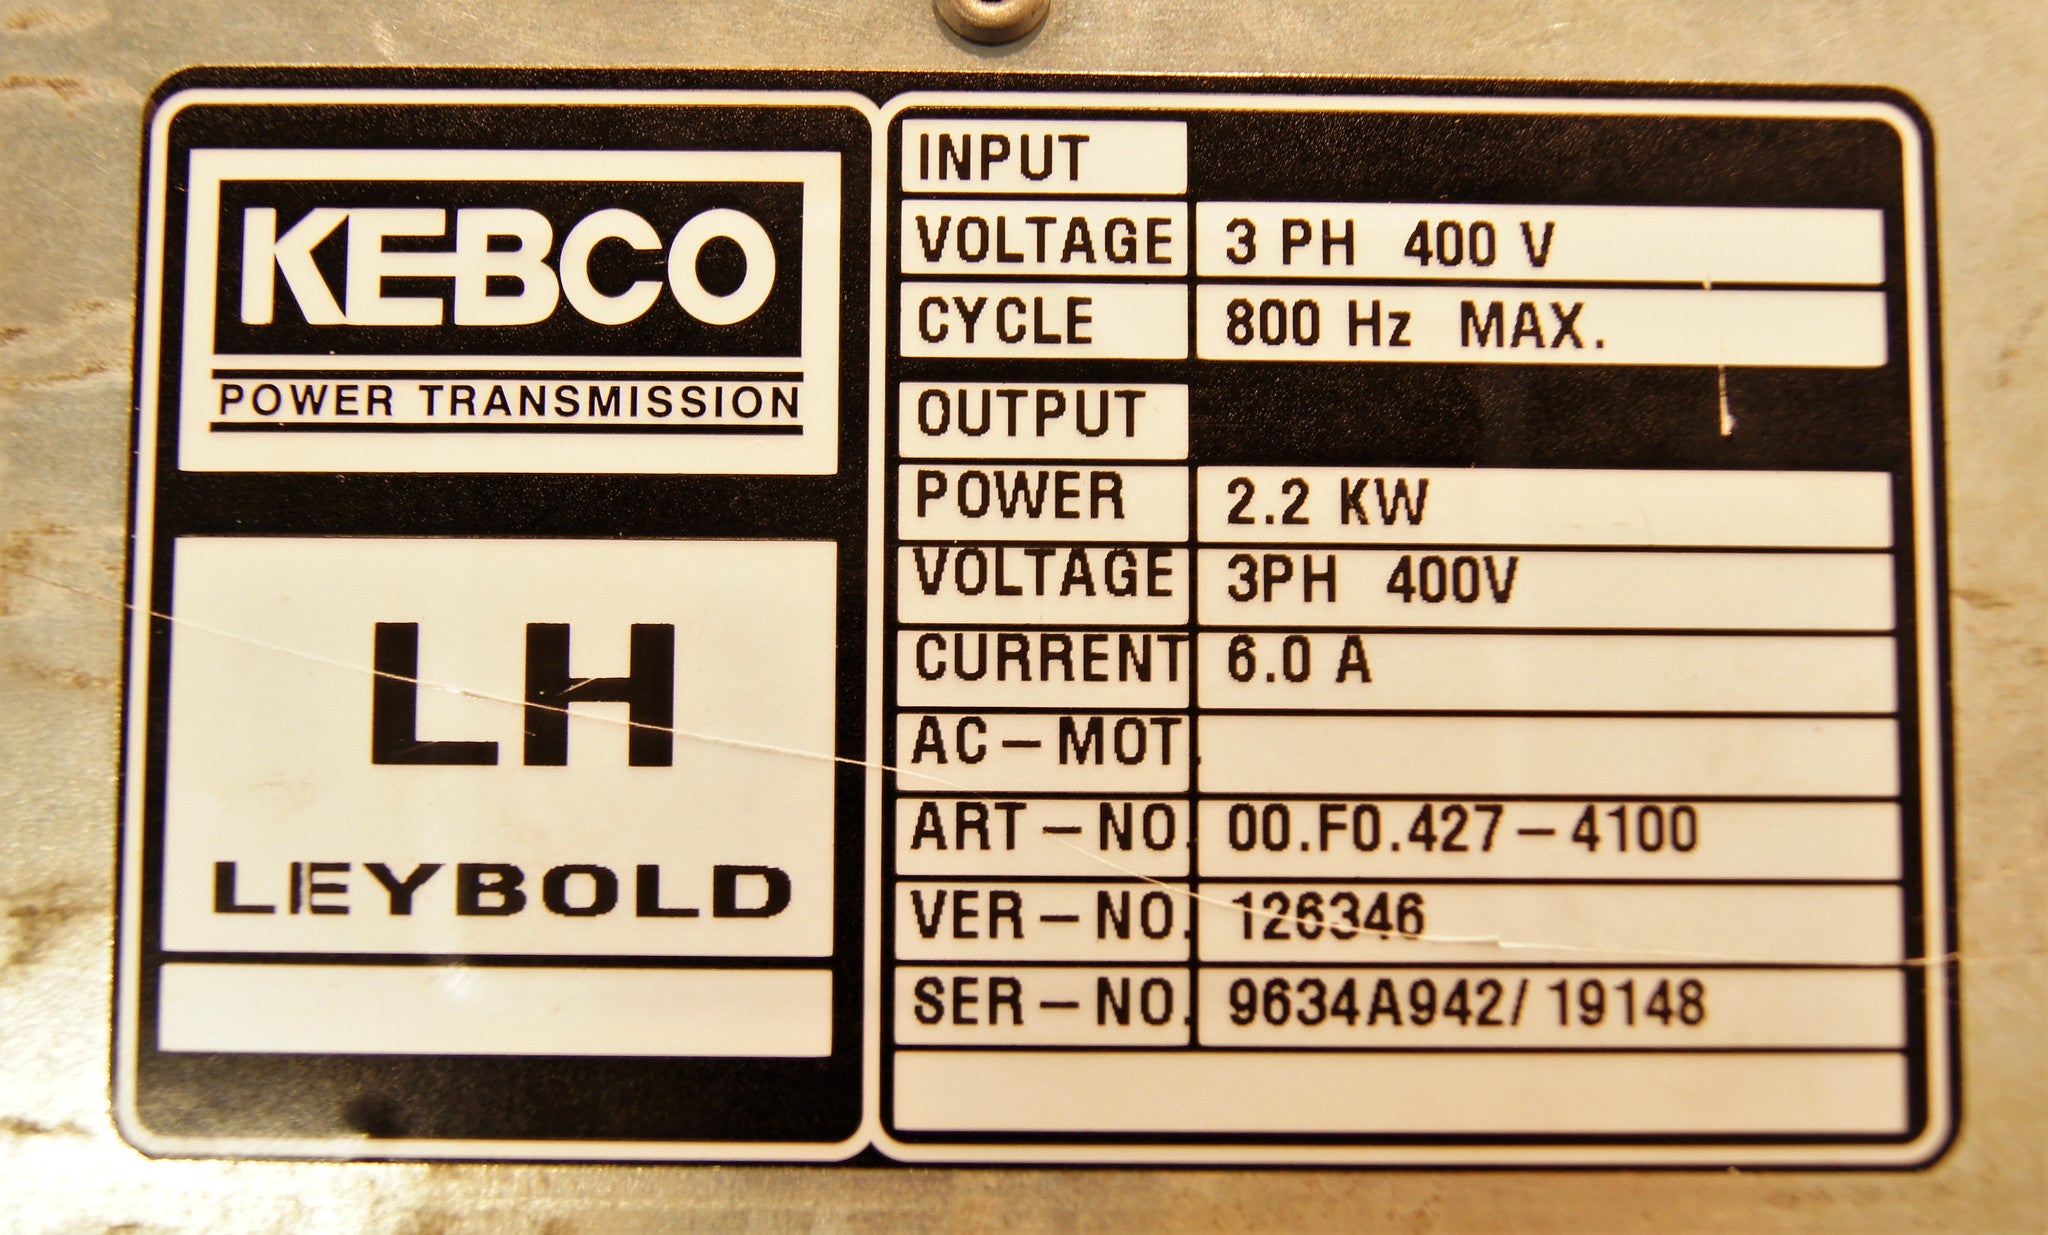 KEBCO
POWER TRANSMISSION
LH
LEYBOLD
INPUT
VOLTAGE 3 PH 400 V
CYCLE 800 Hz MAX.
OUTPUT
POWER 2.2 KW
VOLTAGE 3PH 400V
CURRENT 6.0 A
AC-MOT.
ART-NO. 00.F0.427-4100
VER-NO. 126346
SER-NO. 9634A942/19148